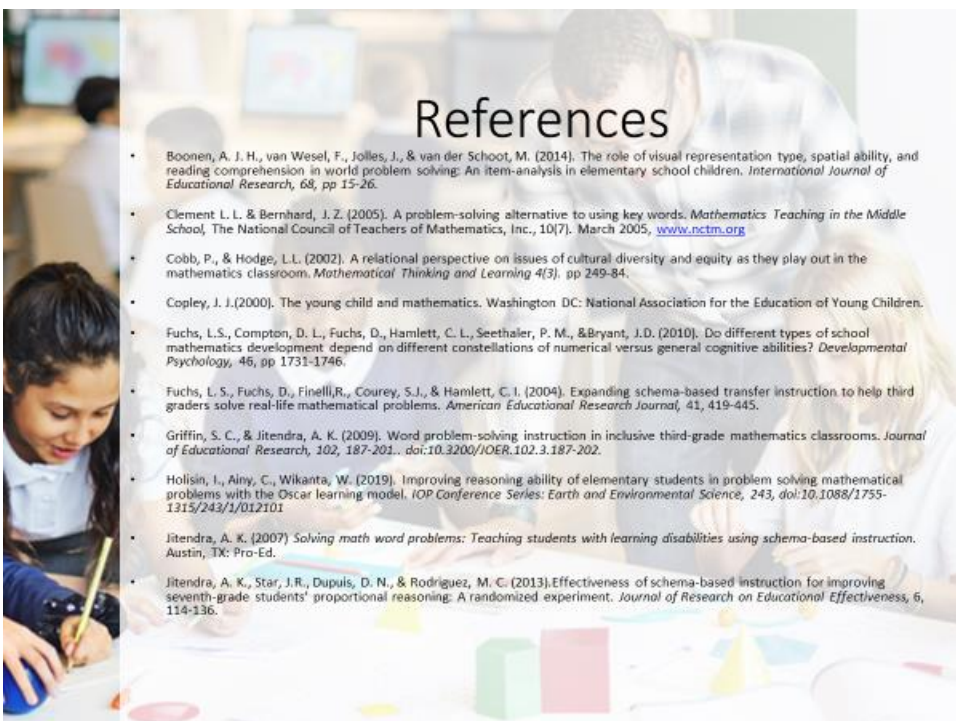 References
• Boonen, A. J. H., van Wesel, F., Jolles, J., & van der Schoot, M. (2014). The role of visual representation type, spatial ability, and
reading comprehension in world problem solving: An item-analysis in elementary school children. International Journal of
Educational Research, 68, pp 15-26.
• Clement L. L. & Bernhard, J. Z. (2005). A problem-solving alternative to using key words. Mathematics Teaching in the Middle
School, The National Council of Teachers of Mathematics, Inc., 10(7). March 2005, www.nctm.org
• Cobb, P., & Hodge, L.L. (2002). A relational perspective on issues of cultural diversity and equity as they play out in the
mathematics classroom. Mathematical Thinking and Learning 4(3). pp 249-84.
• Copley, J. J.(2000). The young child and mathematics. Washington DC: National Association for the Education of Young Children.
• Fuchs, L.S., Compton, D. L., Fuchs, D., Hamlett, C. L., Seethaler, P. M., &Bryant, J.D. (2010). Do different types of school
mathematics development depend on different constellations of numerical versus general cognitive abilities? Developmental
Psychology, 46, pp 1731-1746.
• Fuchs, L. S., Fuchs, D., Finelli,R., Courey, S.J., & Hamlett, C. I. (2004). Expanding schema-based transfer instruction to help third
graders solve real-life mathematical problems. American Educational Research Journal, 41, 419-445.
• Griffin, S. C., & Jitendra, A. K. (2009). Word problem-solving instruction in inclusive third-grade mathematics classrooms. Journal
of Educational Research, 102, 187-201.. doi:10.3200/JOER.102.3.187-202.
• Holisin, I., Ainy, C., Wikanta, W. (2019). Improving reasoning ability of elementary students in problem solving mathematical
problems with the Oscar learning model. IOP Conference Series: Earth and Environmental Science, 243, doi:10.1088/1755-
1315/243/1/012101
• Jitendra, A. K. (2007) Solving math word problems: Teaching students with learning disabilities using schema-based instruction.
Austin, TX: Pro-Ed.
• Jitendra, A. K., Star, J.R., Dupuis, D. N., & Rodriguez, M. C. (2013).Effectiveness of schema-based instruction for improving
seventh-grade students' proportional reasoning: A randomized experiment. Journal of Research on Educational Effectiveness, 6,
114-136.